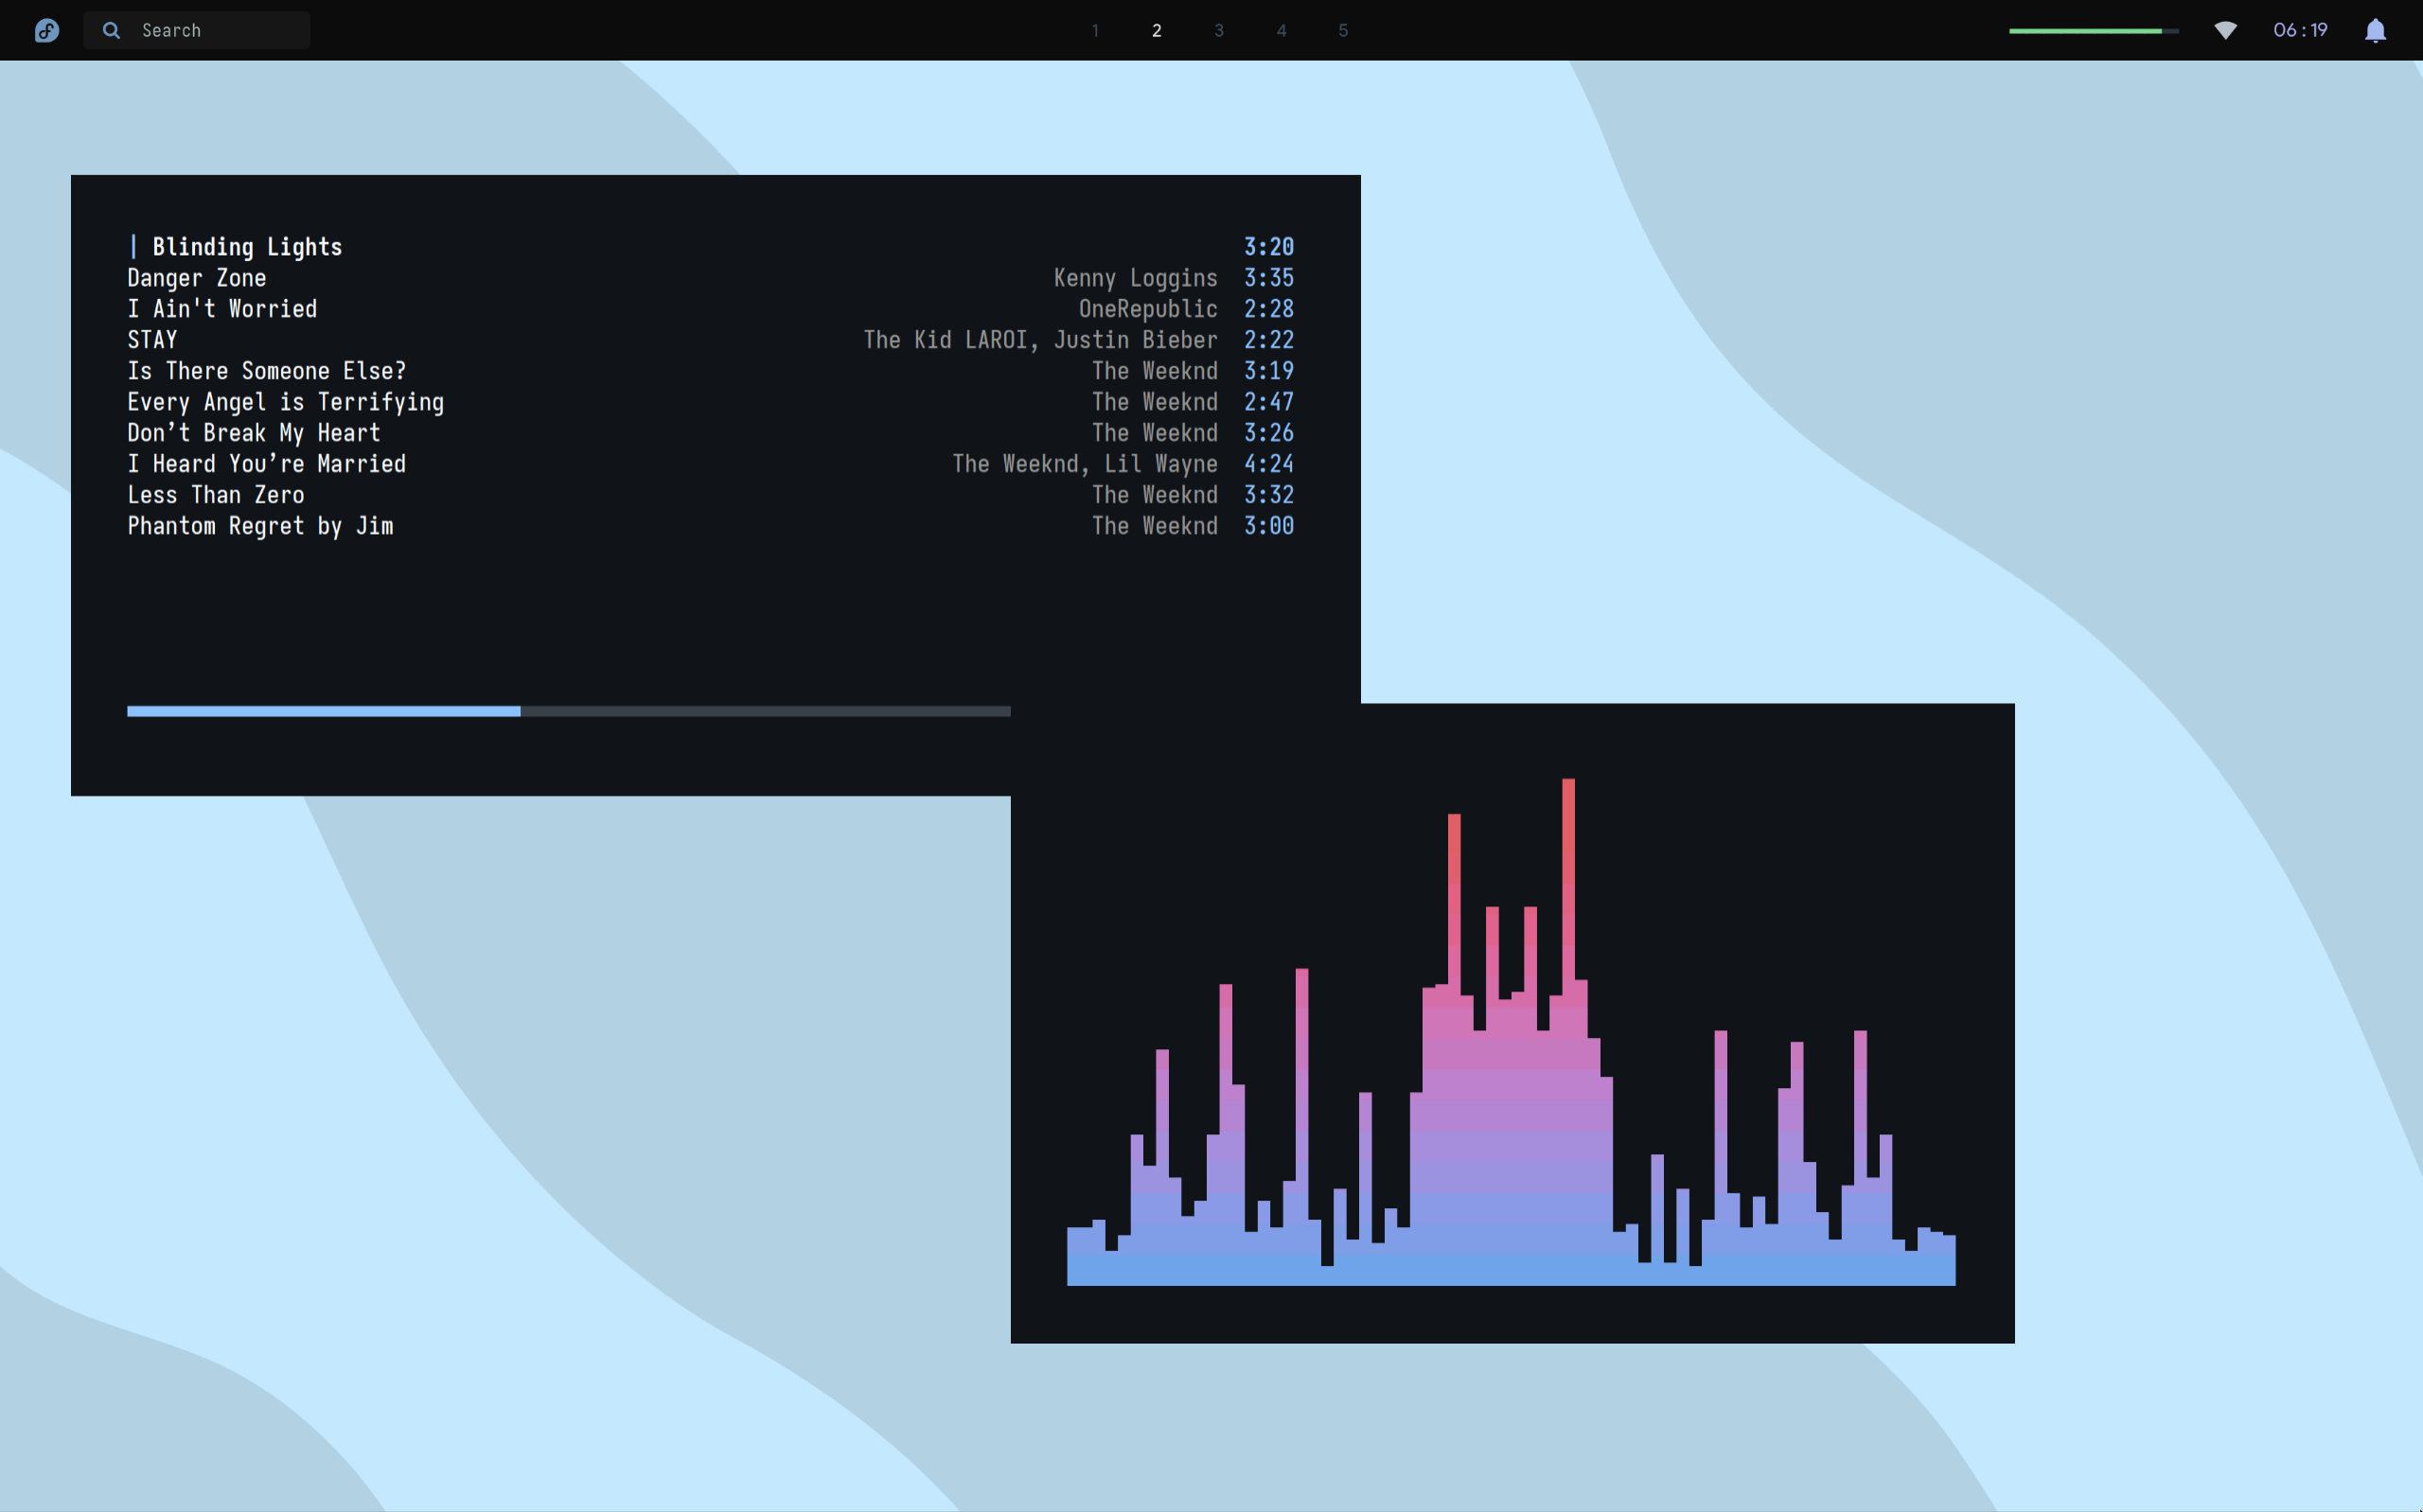 Search 1 2 3 4 5 06:19
| Blinding Lights 3:20
Danger Zone Kenny Loggins 3:35
I Ain't Worried OneRepublic 2:28
STAY The Kid LAROI, Justin Bieber 2:22
Is There Someone Else? The Weeknd 3:19
Every Angel is Terrifying The Weeknd 2:47
Don’t Break My Heart The Weeknd 3:26
I Heard You’re Married The Weeknd, Lil Wayne 4:24
Less Than Zero The Weeknd 3:32
Phantom Regret by Jim The Weeknd 3:00